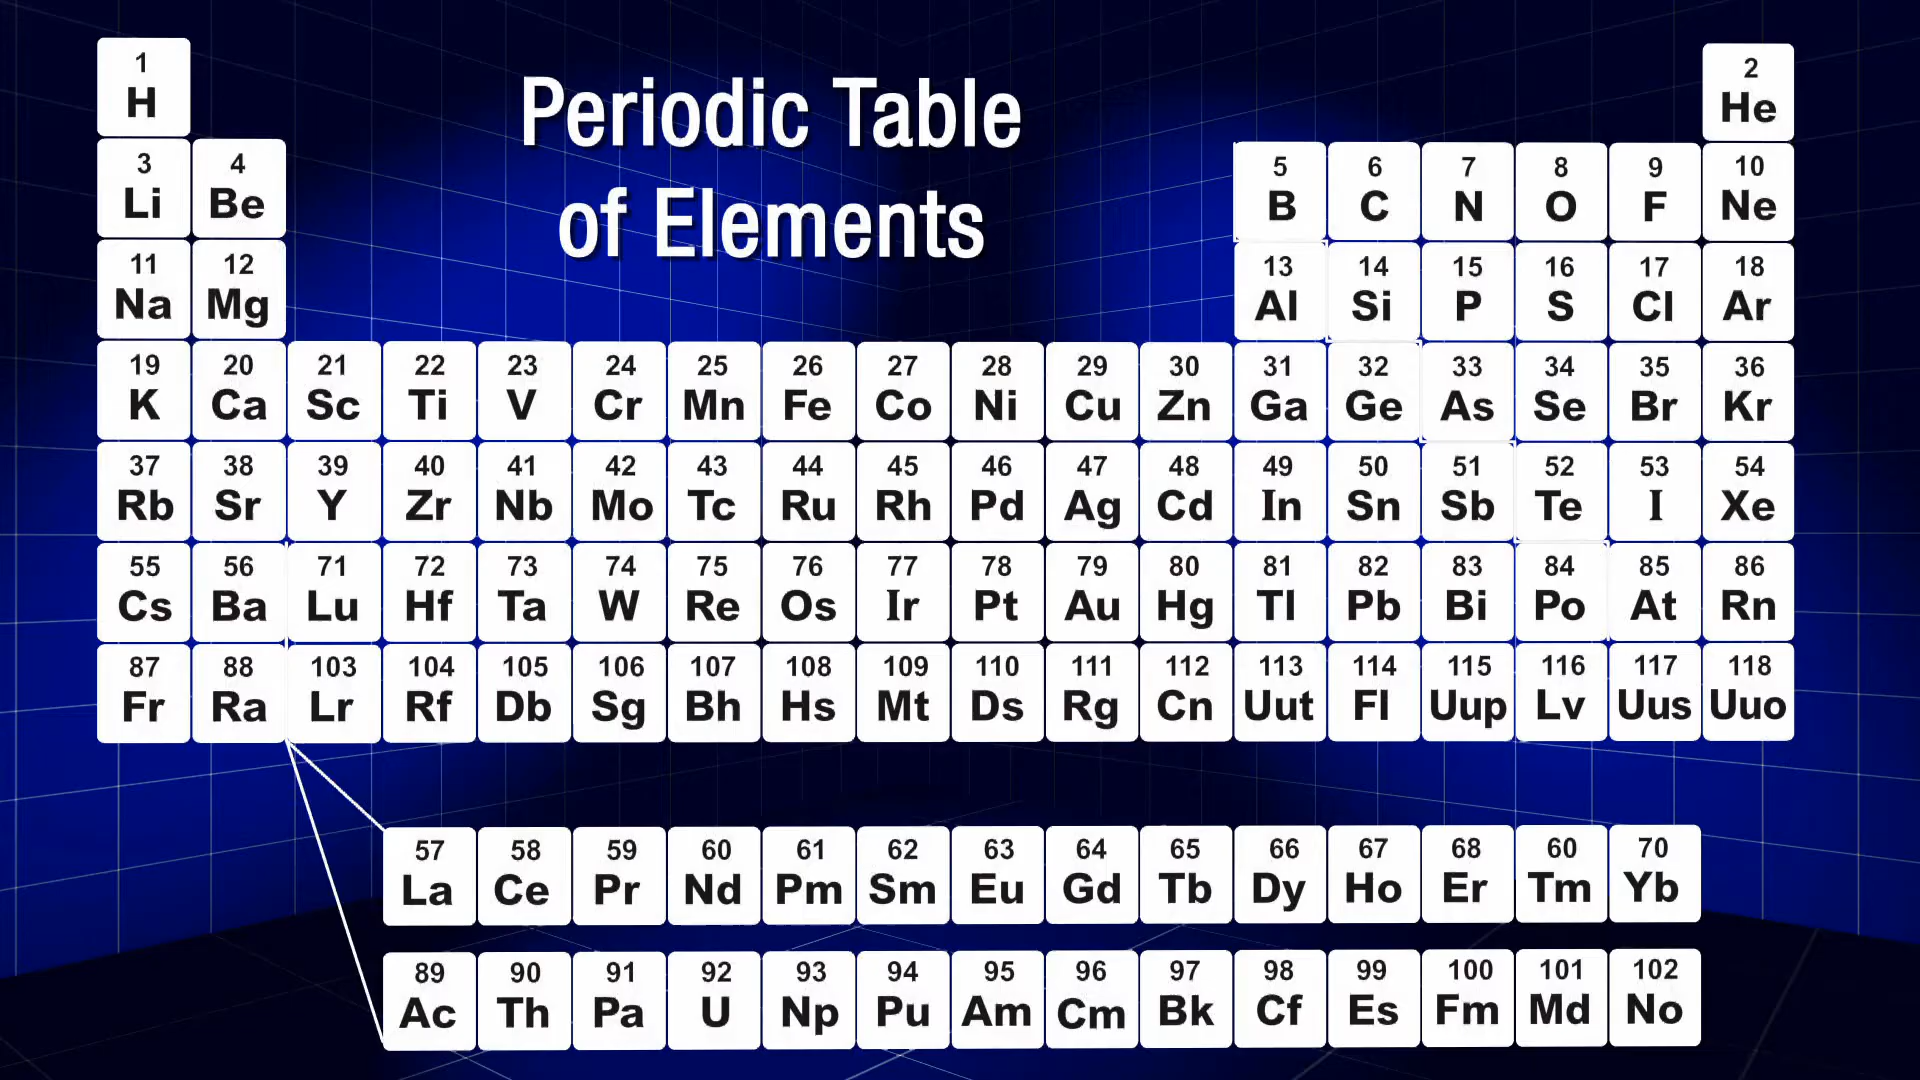 Periodic Table
of Elements
1 2
H He
3 4 5 6 7 8 9 10
Li Be B C N O F Ne
11 12 13 14 15 16 17 18
Na Mg Al Si P S Cl Ar
19 20 21 22 23 24 25 26 27 28 29 30 31 32 33 34 35 36
K Ca Sc Ti V Cr Mn Fe Co Ni Cu Zn Ga Ge As Se Br Kr
37 38 39 40 41 42 43 44 45 46 47 48 49 50 51 52 53 54
Rb Sr Y Zr Nb Mo Tc Ru Rh Pd Ag Cd In Sn Sb Te I Xe
55 56 71 72 73 74 75 76 77 78 79 80 81 82 83 84 85 86
Cs Ba Lu Hf Ta W Re Os Ir Pt Au Hg Tl Pb Bi Po At Rn
87 88 103 104 105 106 107 108 109 110 111 112 113 114 115 116 117 118
Fr Ra Lr Rf Db Sg Bh Hs Mt Ds Rg Cn Uut Fl Uup Lv Uus Uuo
57 58 59 60 61 62 63 64 65 66 67 68 60 70
La Ce Pr Nd Pm Sm Eu Gd Tb Dy Ho Er Tm Yb
89 90 91 92 93 94 95 96 97 98 99 100 101 102
Ac Th Pa U Np Pu Am Cm Bk Cf Es Fm Md No